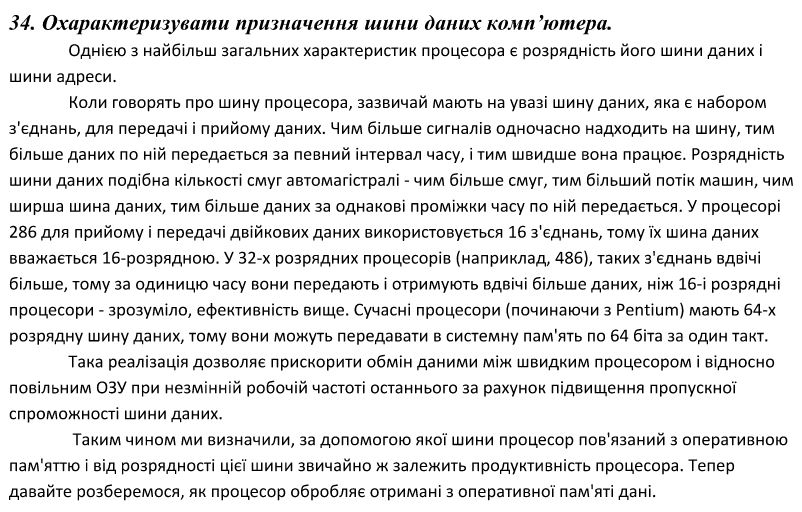 34. Охарактеризувати призначення шини даних комп’ютера.
Однією з найбільш загальних характеристик процесора є розрядність його шини даних і
шини адреси.
Коли говорять про шину процесора, зазвичай мають на увазі шину даних, яка є набором
з'єднань, для передачі і прийому даних. Чим більше сигналів одночасно надходить на шину, тим
більше даних по ній передається за певний інтервал часу, і тим швидше вона працює. Розрядність
шини даних подібна кількості смуг автомагістралі - чим більше смуг, тим більший потік машин, чим
ширша шина даних, тим більше даних за однакові проміжки часу по ній передається. У процесорі
286 для прийому і передачі двійкових даних використовується 16 з'єднань, тому їх шина даних
вважається 16-розрядною. У 32-х розрядних процесорів (наприклад, 486), таких з'єднань вдвічі
більше, тому за одиницю часу вони передають і отримують вдвічі більше даних, ніж 16-і розрядні
процесори - зрозуміло, ефективність вище. Сучасні процесори (починаючи з Pentium) мають 64-х
розрядну шину даних, тому вони можуть передавати в системну пам'ять по 64 біта за один такт.
Така реалізація дозволяє прискорити обмін даними між швидким процесором і відносно
повільним ОЗУ при незмінній робочій частоті останнього за рахунок підвищення пропускної
спроможності шини даних.
Таким чином ми визначили, за допомогою якої шини процесор пов'язаний з оперативною
пам'яттю і від розрядності цієї шини звичайно ж залежить продуктивність процесора. Тепер
давайте розберемося, як процесор обробляє отримані з оперативної пам'яті дані.